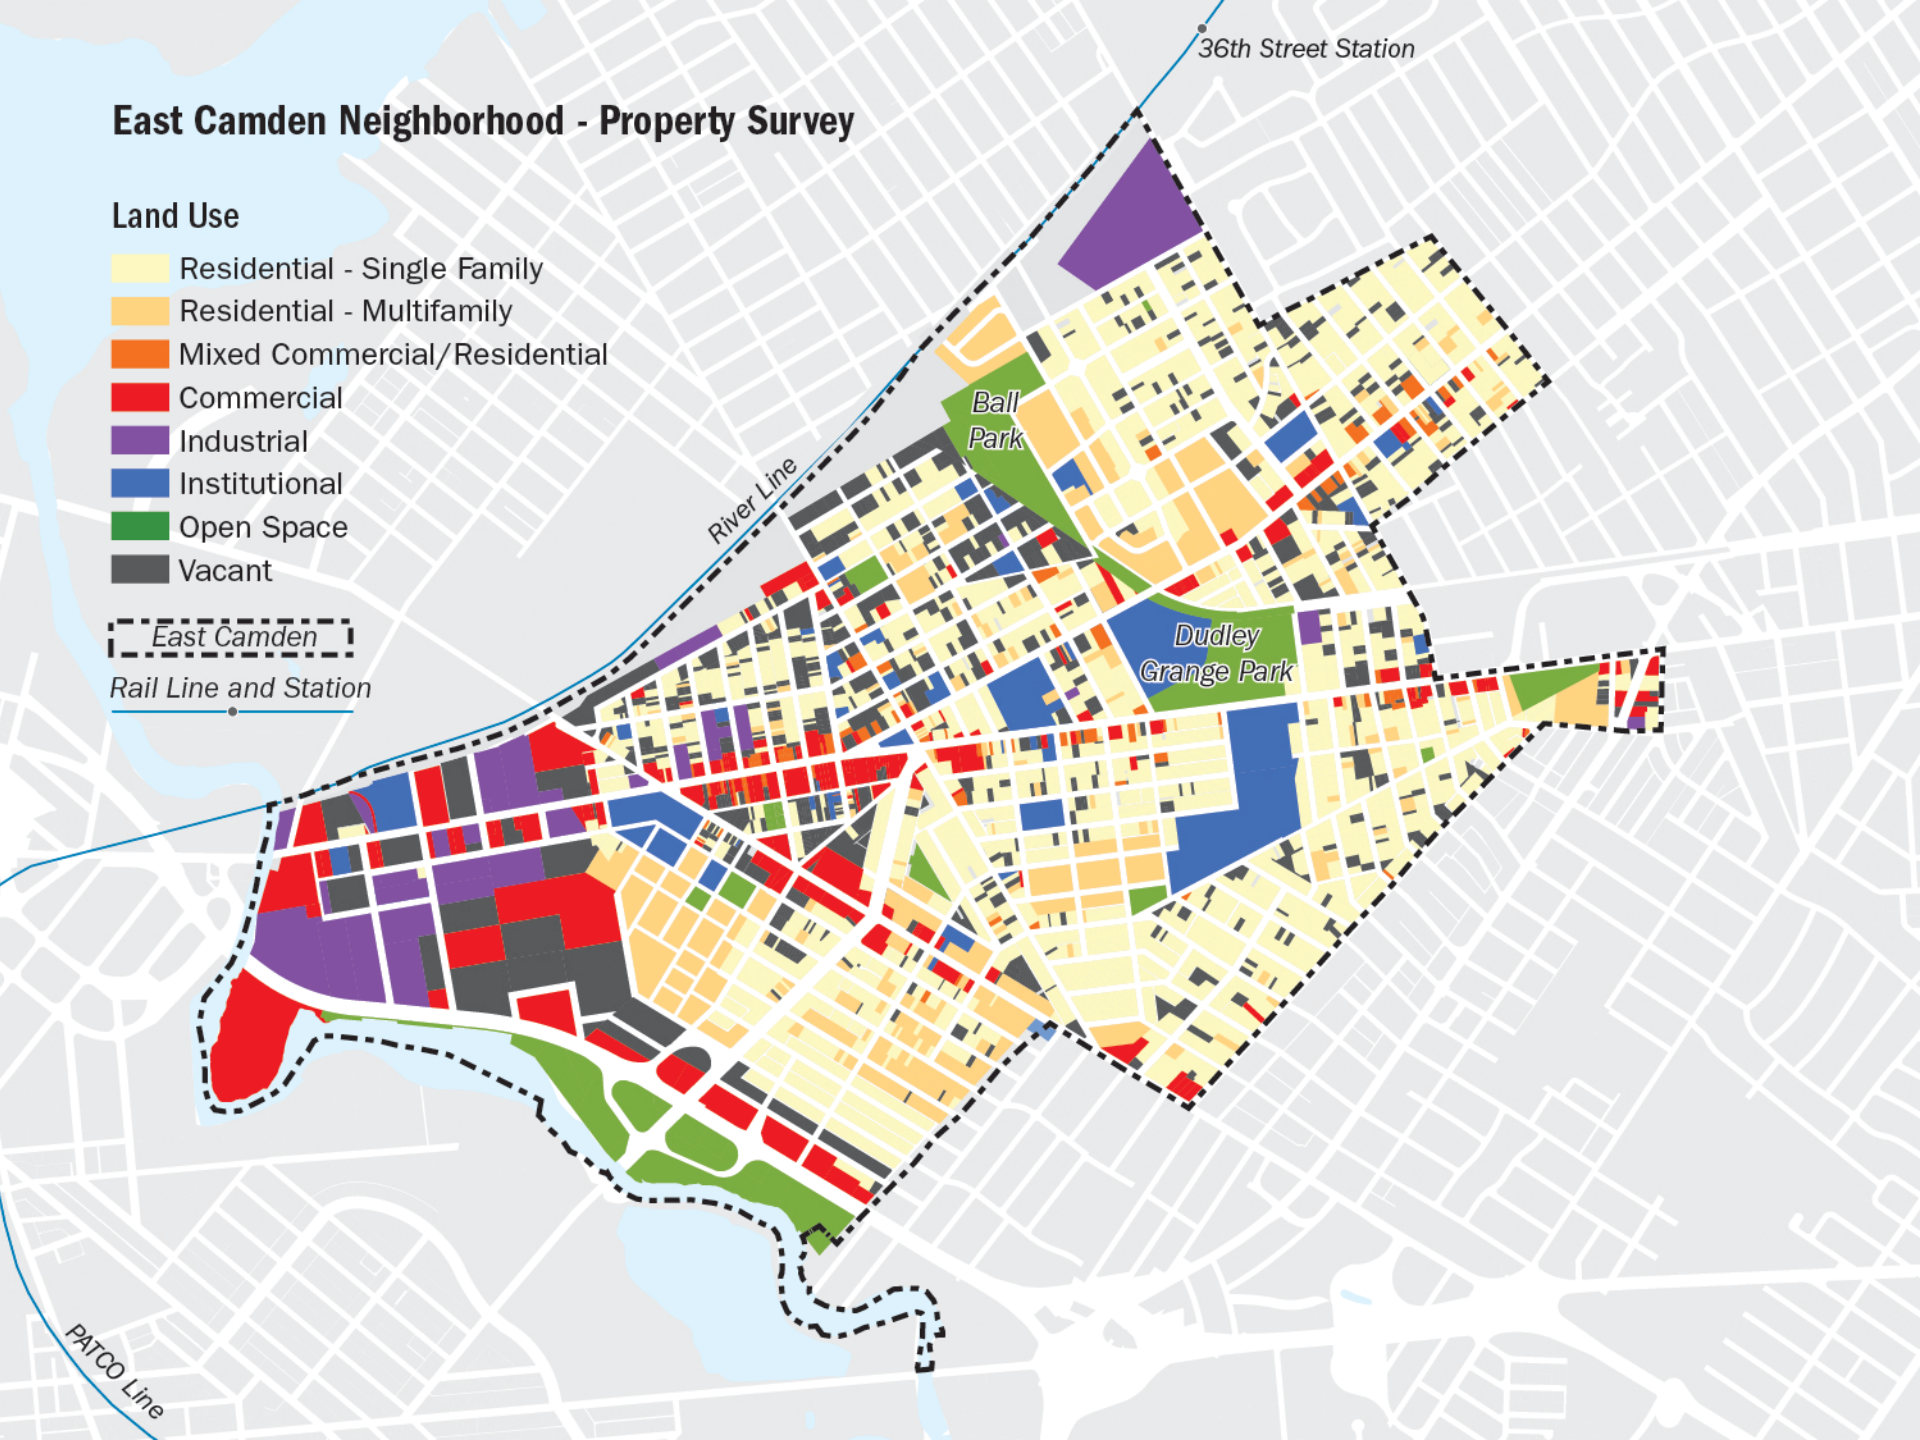 36th Street Station
East Camden Neighborhood - Property Survey
Land Use
Residential - Single Family
Residential - Multifamily
Mixed Commercial/Residential
Commercial
Industrial
Institutional
Open Space
Vacant
East Camden
Rail Line and Station
Ball
Park
River Line
Dudley
Grange Park
PATCO Line